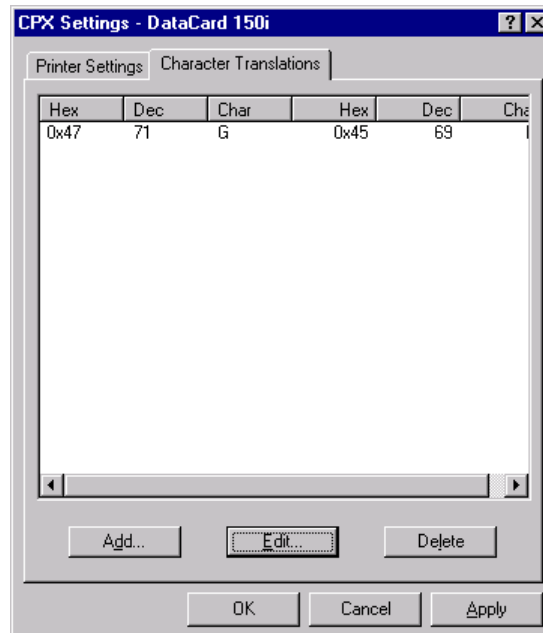 CPX Settings - DataCard 150i
Printer Settings Character Translations
Hex Dec Char Hex Dec Cha
0x47 71 G 0x45 69
Add... Edit... Delete
OK Cancel Apply